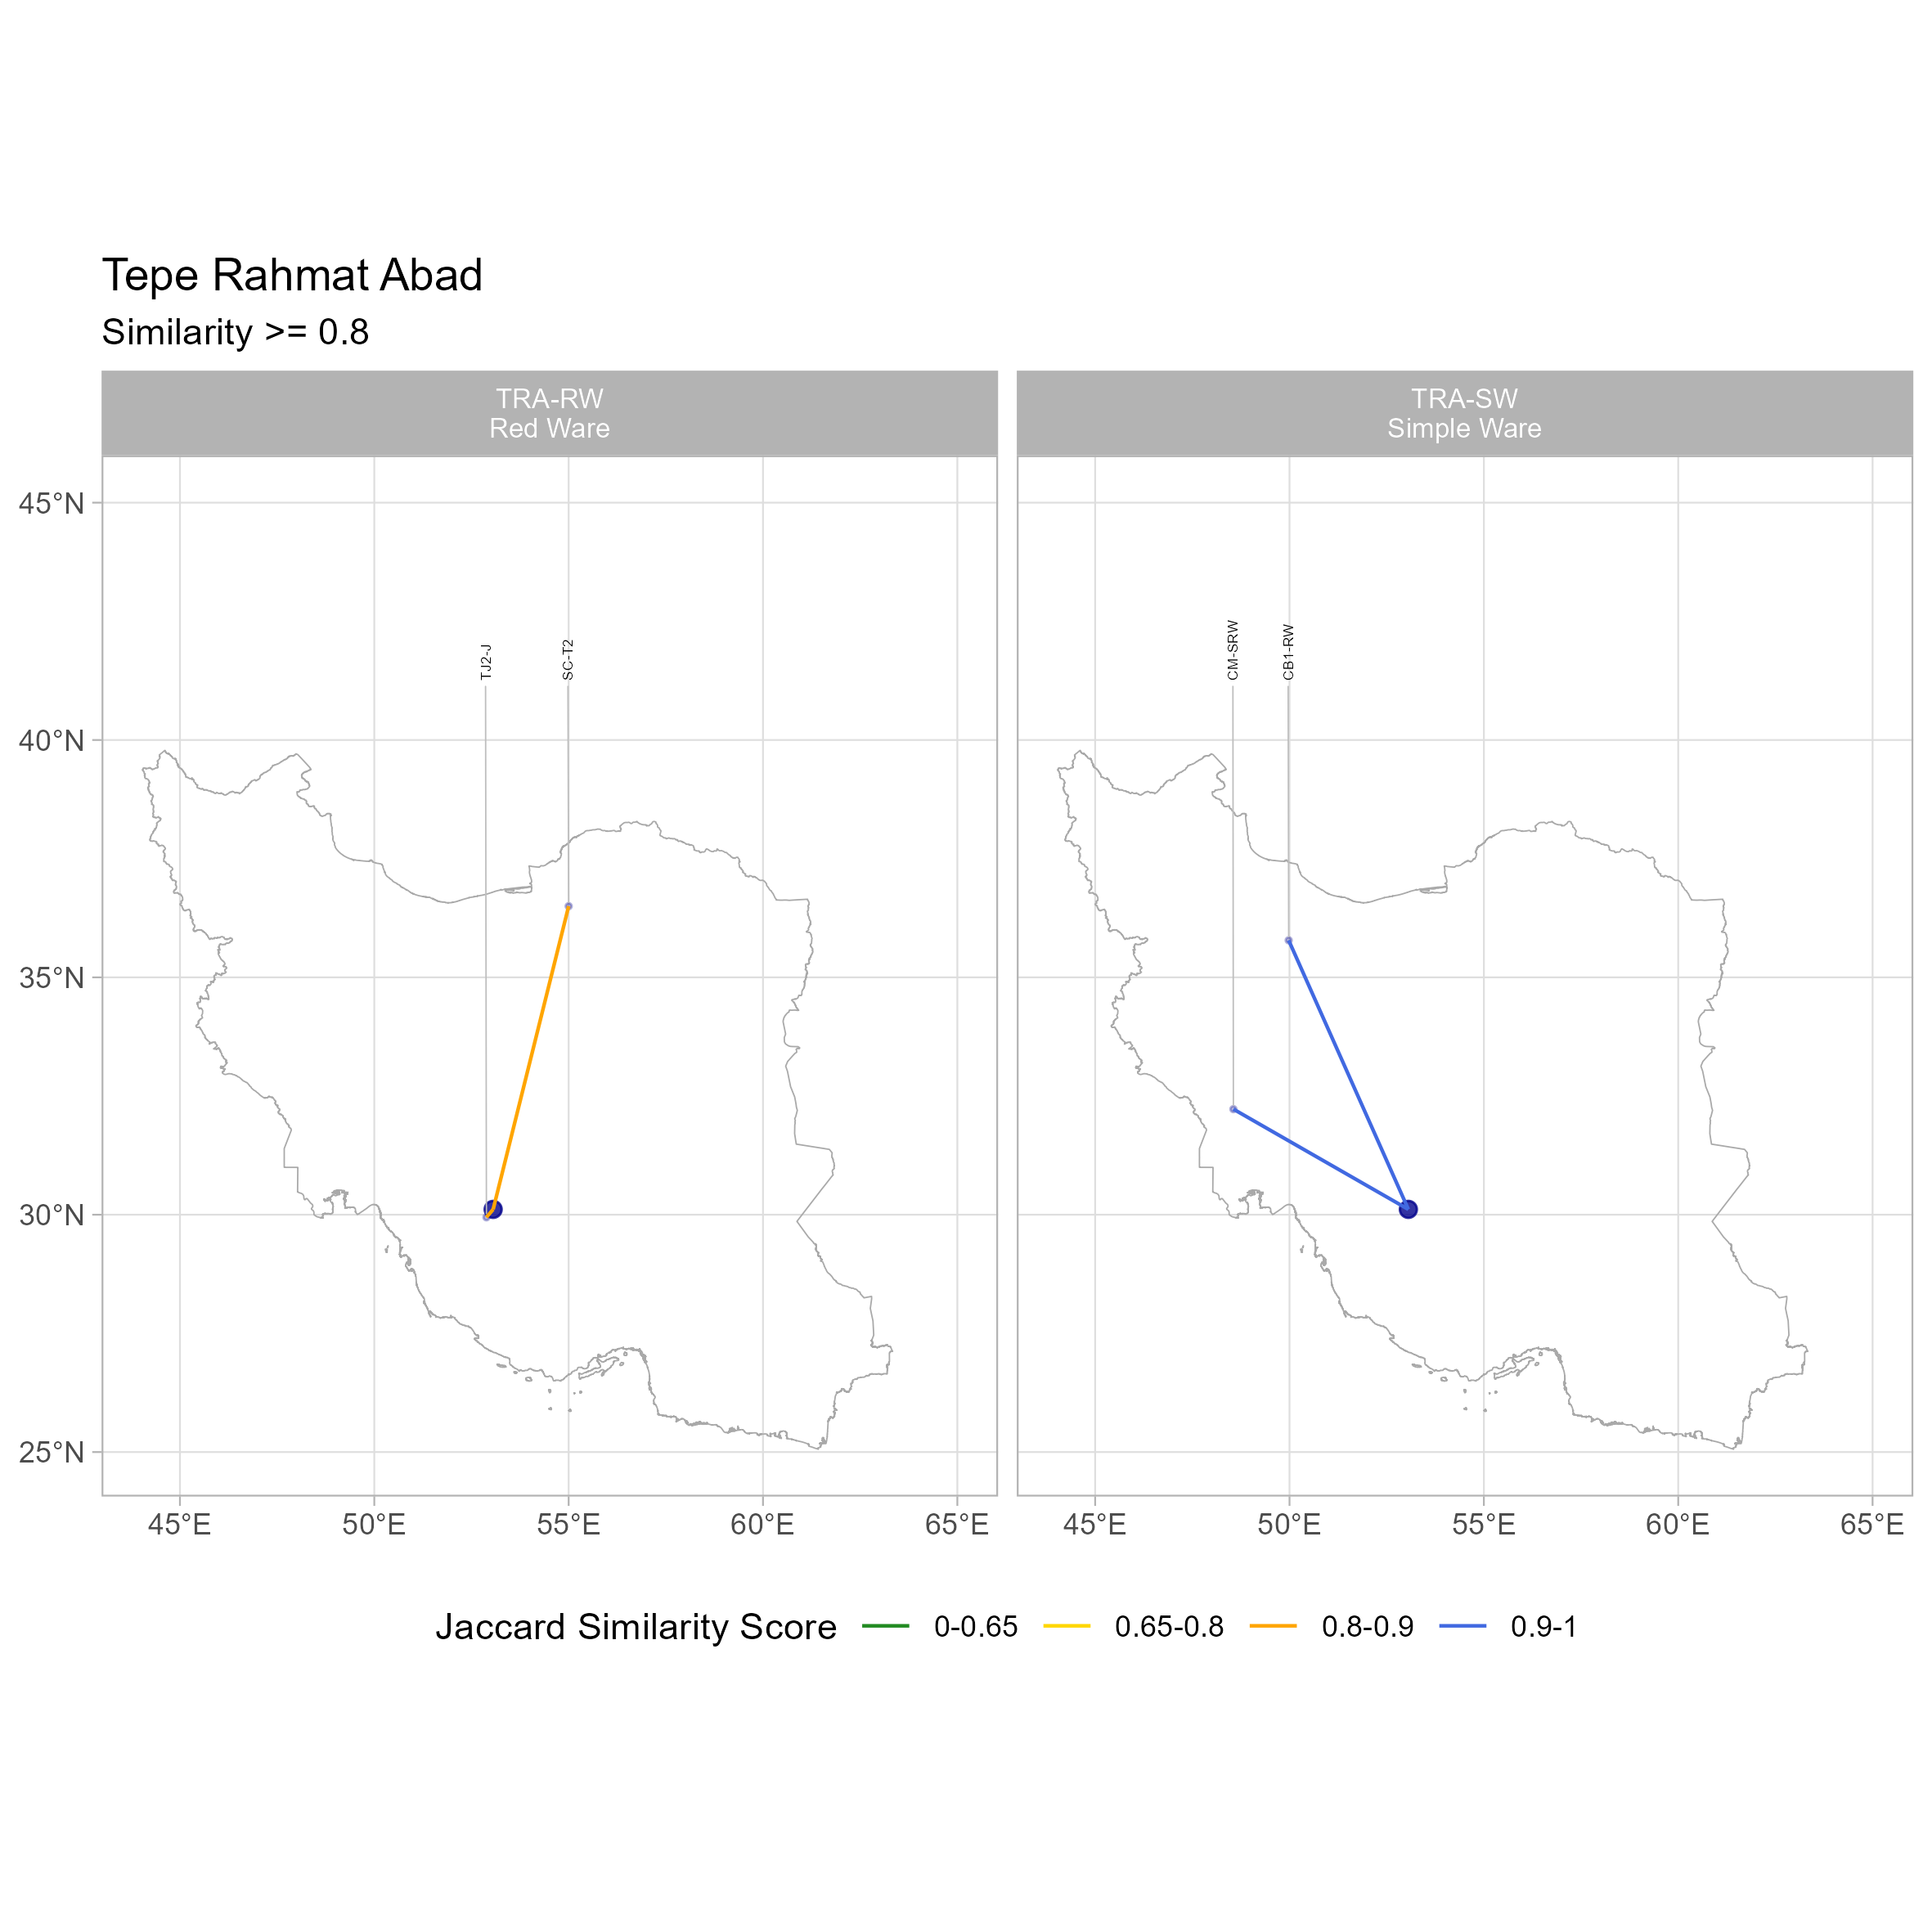 Tepe Rahmat Abad
Similarity >= 0.8
TRA-RW
Red Ware
TRA-SW
Simple Ware
45°N
40°N
35°N
30°N
25°N
TJ2-J
SC-T2
CM-SRW
CB1-RW
45°E 50°E 55°E 60°E 65°E
45°E 50°E 55°E 60°E 65°E
Jaccard Similarity Score 0-0.65 0.65-0.8 0.8-0.9 0.9-1